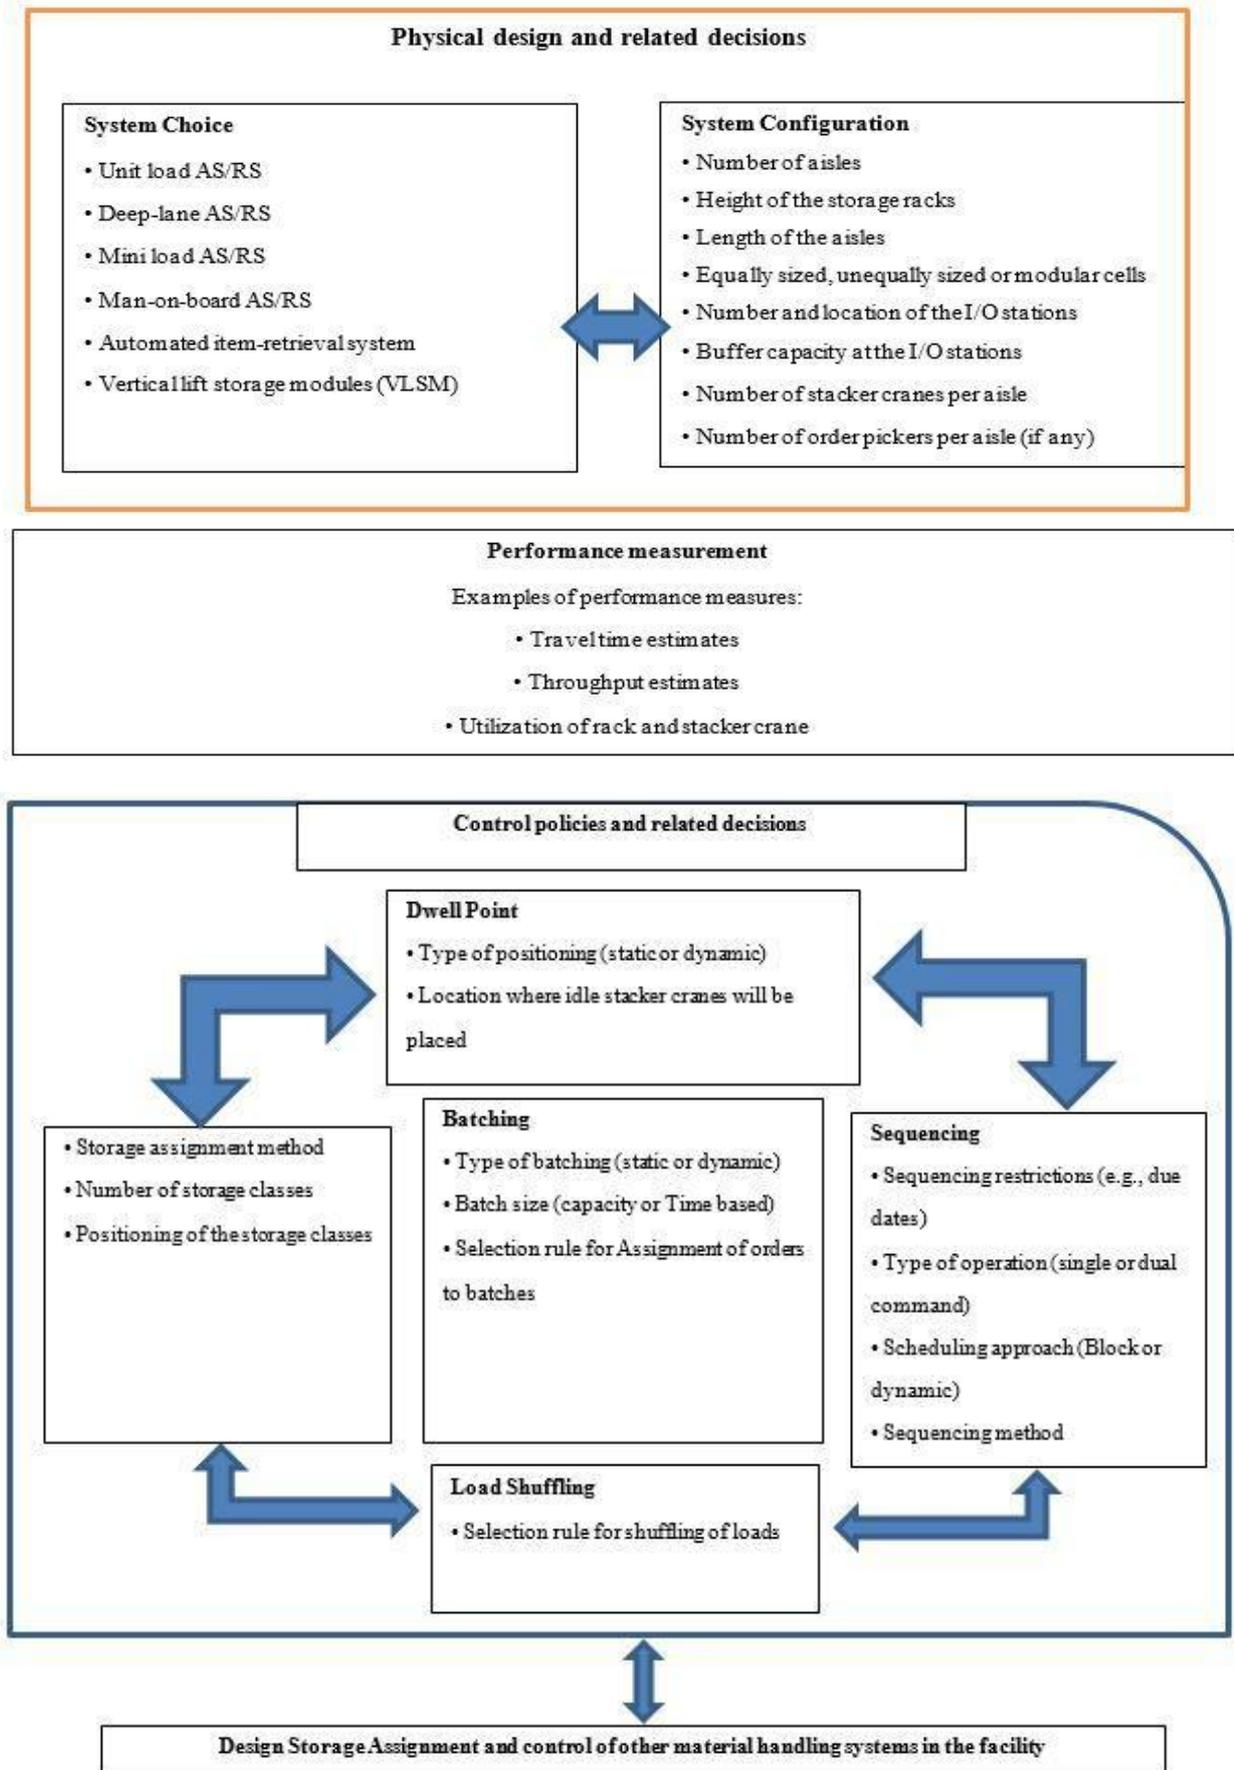 Physical design and related decisions
System Choice
• Unit load AS/RS
• Deep-lane AS/RS
• Mini load AS/RS
• Man-on-board AS/RS
• Automated item-retrieval system
• Vertical lift storage modules (VLSM)
System Configuration
• Number of aisles
• Height of the storage racks
• Length of the aisles
• Equally sized, unequally sized or modular cells
• Number and location of the I/O stations
• Buffer capacity at the I/O stations
• Number of stacker cranes per aisle
• Number of order pickers per aisle (if any)
Performance measurement
Examples of performance measures:
• Travel time estimates
• Throughput estimates
• Utilization of rack and stacker crane
Control policies and related decisions
Dwell Point
• Type of positioning (static or dynamic)
• Location where idle stacker cranes will be
placed
• Storage assignment method
• Number of storage classes
• Positioning of the storage classes
Batching
• Type of batching (static or dynamic)
• Batch size (capacity or Time based)
• Selection rule for Assignment of orders
to batches
Sequencing
• Sequencing restrictions (e.g., due
dates)
• Type of operation (single or dual
command)
• Scheduling approach (Block or
dynamic)
• Sequencing method
Load Shuffling
• Selection rule for shuffling of loads
Design Storage Assignment and control of other material handling systems in the facility